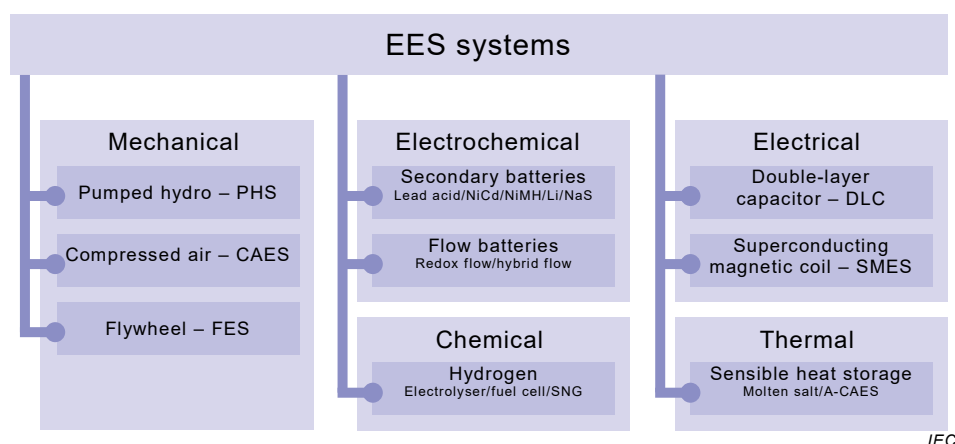 EES systems
Mechanical
Pumped hydro – PHS
Compressed air – CAES
Flywheel – FES
Electrochemical
Secondary batteries
Lead acid/NiCd/NiMH/Li/NaS
Flow batteries
Redox flow/hybrid flow
Chemical
Hydrogen
Electrolyser/fuel cell/SNG
Electrical
Double-layer
capacitor – DLC
Superconducting
magnetic coil – SMES
Thermal
Sensible heat storage
Molten salt/A-CAES
IEC